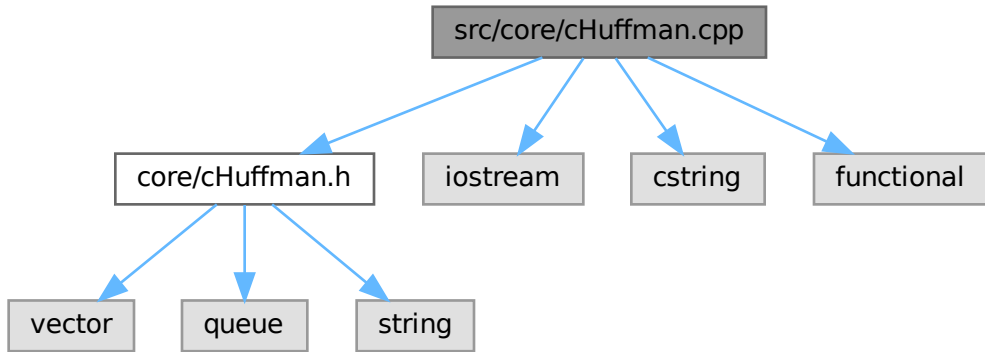 src/core/cHuffman.cpp
core/cHuffman.h
iostream
cstring
functional
vector
queue
string